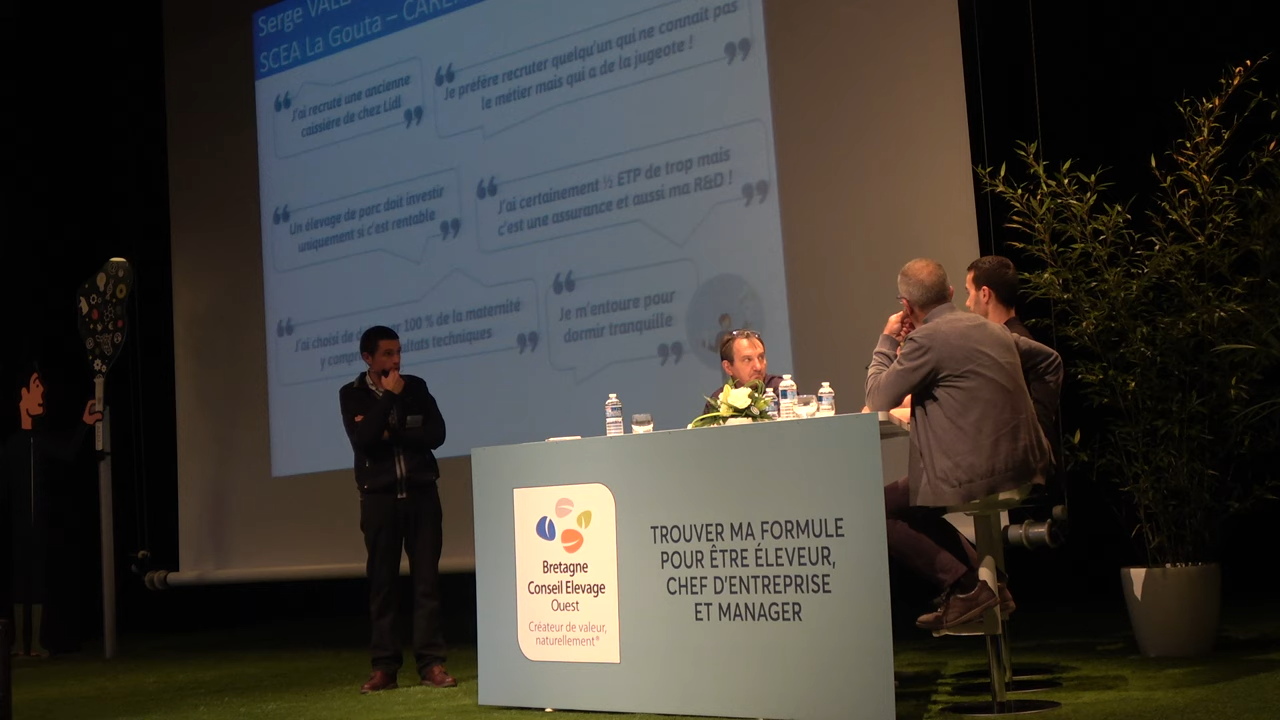 Serge
SCEA La Gouta –
J'ai recruté une ancienne
caissière de chez Lidl
Je préfère recruter quelqu'un qui ne connait pas
le métier mais qui a de la jugeote !
Un élevage de porc doit investir
uniquement si c'est rentable
J'ai certainement ½ ETP de trop mais
c'est une assurance et aussi ma R&D !
J'ai choisi de 100 % de la maternité
y techniques
Je m'entoure pour
dormir tranquille
Bretagne
Conseil Elevage
Ouest
Créateur de valeur,
naturellement®
TROUVER MA FORMULE
POUR ÊTRE ÉLEVEUR,
CHEF D'ENTREPRISE
ET MANAGER